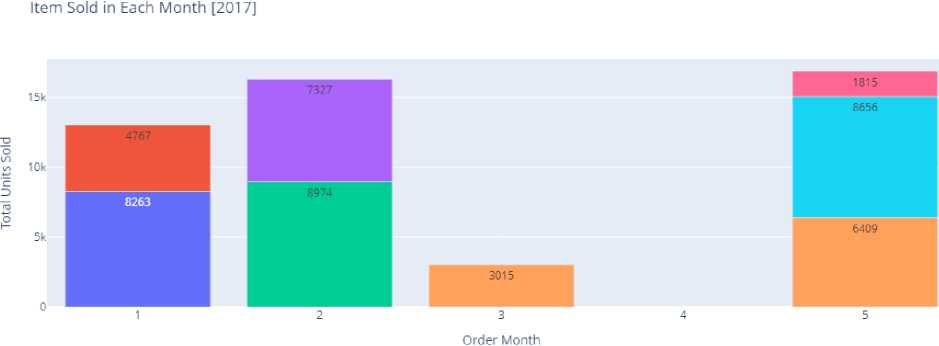 Item Sold in Each Month [2017]
Total Units Sold
15k
10k
5k
0
4767
8263
7327
8974
3015
1815
8656
6409
1 2 3 4 5
Order Month